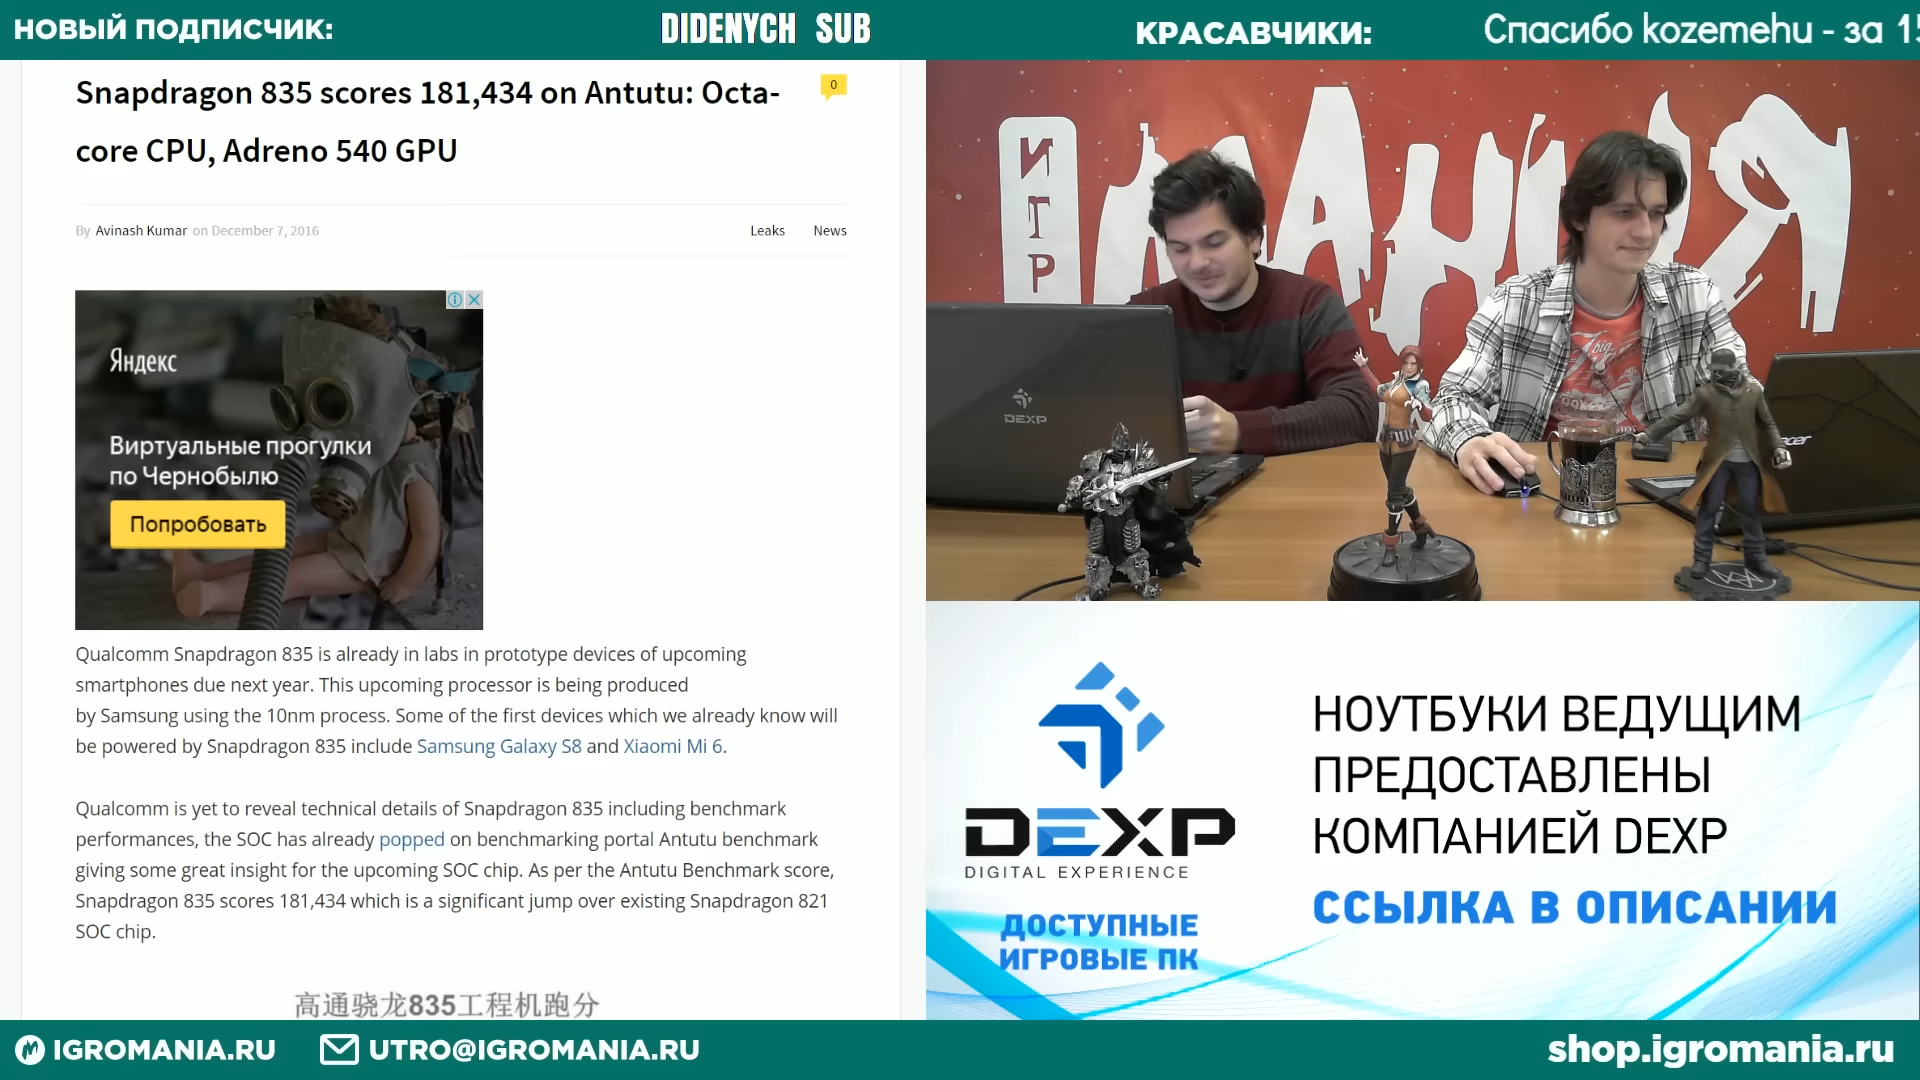 НОВЫЙ ПОДПИСЧИК:
DIDENYCH SUB
КРАСАВЧИКИ:
Спасибо kozemehu - за 15
Snapdragon 835 scores 181,434 on Antutu: Octa-
core CPU, Adreno 540 GPU
0
By Avinash Kumar on December 7, 2016
Leaks News
Яндекс
Виртуальные прогулки
по Чернобылю
Попробовать
Qualcomm Snapdragon 835 is already in labs in prototype devices of upcoming
smartphones due next year. This upcoming processor is being produced
by Samsung using the 10nm process. Some of the first devices which we already know will
be powered by Snapdragon 835 include Samsung Galaxy S8 and Xiaomi Mi 6.
Qualcomm is yet to reveal technical details of Snapdragon 835 including benchmark
performances, the SOC has already popped on benchmarking portal Antutu benchmark
giving some great insight for the upcoming SOC chip. As per the Antutu Benchmark score,
Snapdragon 835 scores 181,434 which is a significant jump over existing Snapdragon 821
SOC chip.
高通骁龙835工程机跑分
ИГРОМАНИЯ
DEXP
acer
DEXP
DIGITAL EXPERIENCE
ДОСТУПНЫЕ
ИГРОВЫЕ ПК
НОУТБУКИ ВЕДУЩИМ
ПРЕДОСТАВЛЕНЫ
КОМПАНИЕЙ DEXP
ССЫЛКА В ОПИСАНИИ
IGROMANIA.RU
UTRO@IGROMANIA.RU
shop.igromania.ru